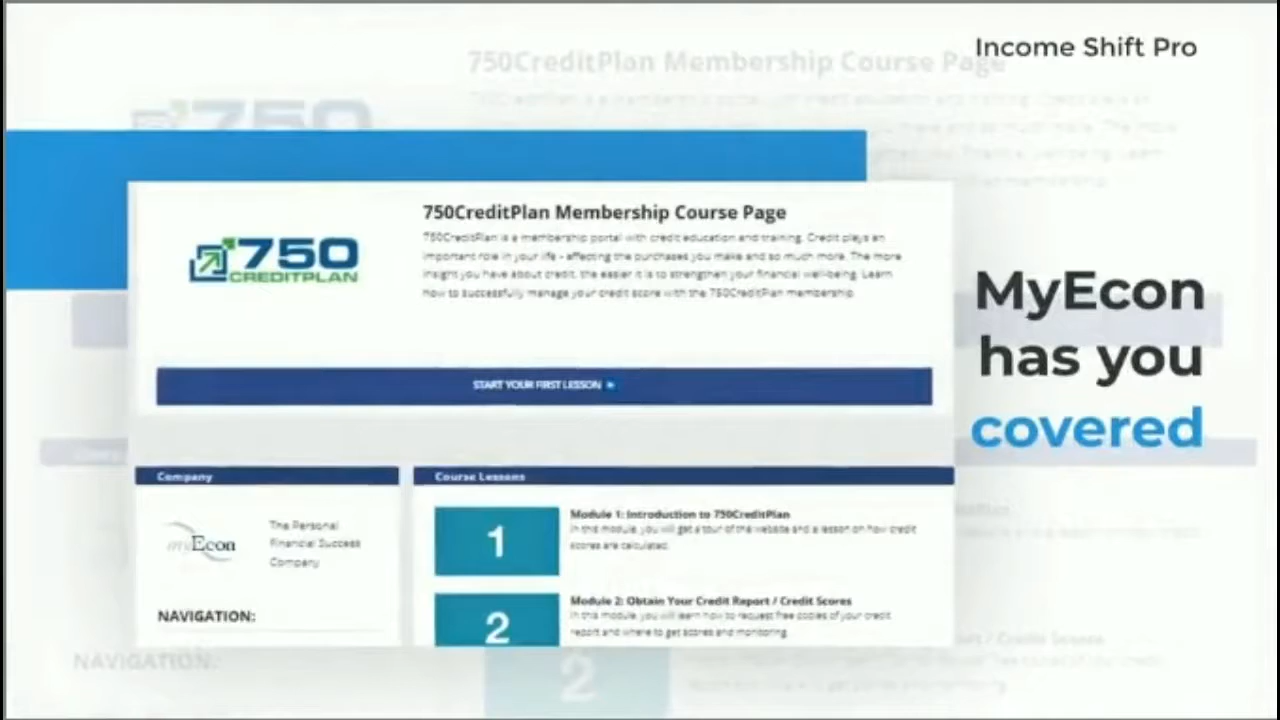 Income Shift Pro
750CreditPlan Membership Course Page
750
750CreditPlan Membership Course Page
750CreditPlan is a membership portal with credit education and training. Credit plays an
important role in your life - affecting the purchases you make and so much more. The more
insight you have about credit, the easier it is to strengthen your financial well-being. Learn
how to successfully manage your credit score with the 750CreditPlan membership.
750
CREDITPLAN
START YOUR FIRST LESSON
MyEcon
has you
covered
Company
myEcon
The Personal
Financial Success
Company
NAVIGATION:
Course Lessons
1
Module 1: Introduction to 750CreditPlan
In this module, you will get a tour of the website and a lesson on how credit
scores are calculated.
2
Module 2: Obtain Your Credit Report / Credit Scores
In this module, you will learn how to request free copies of your credit
report and where to get scores and monitoring.
NAVIGATION:
2